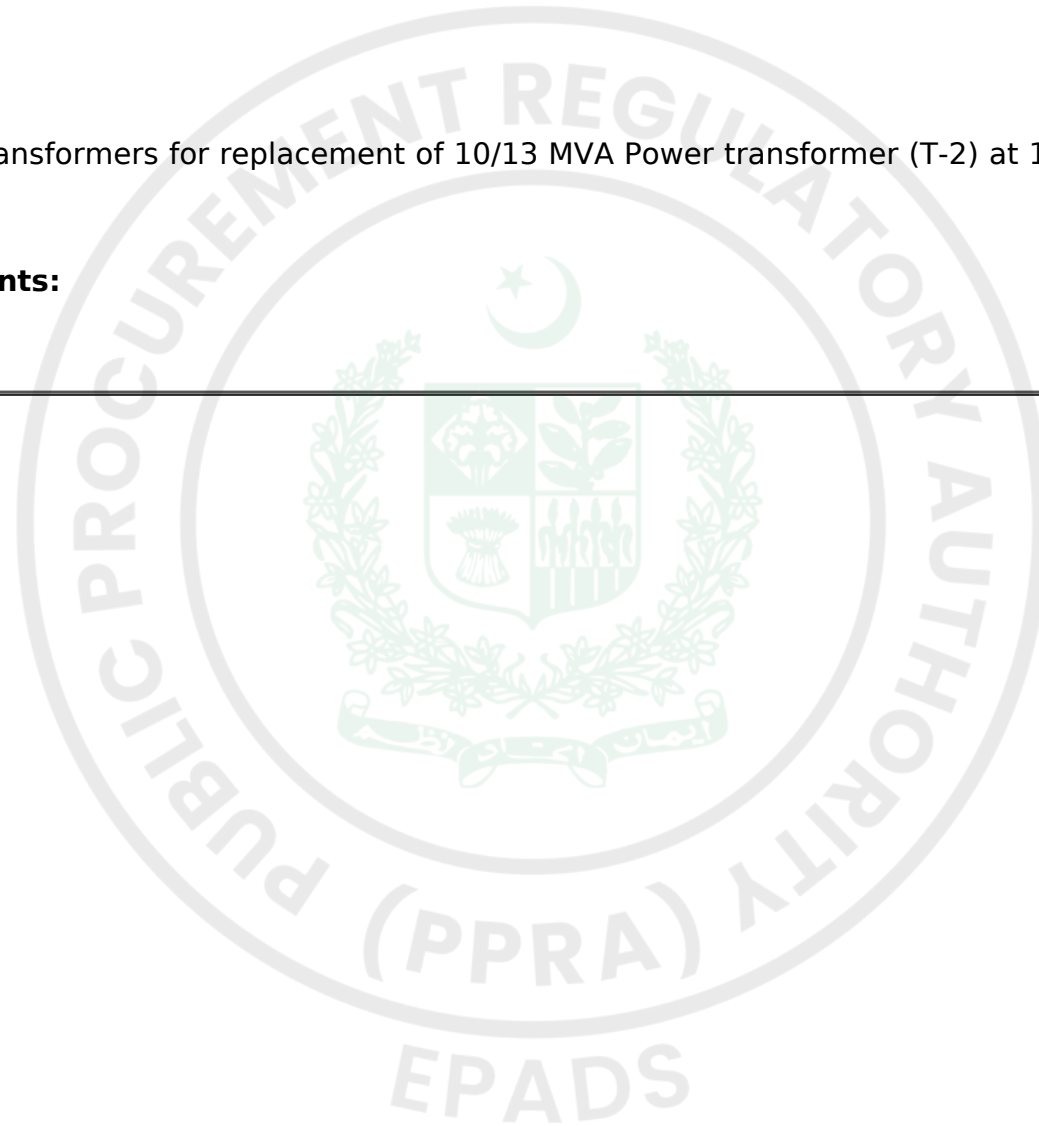 ansformers for replacement of 10/13 MVA Power transformer (T-2) at 1
nts:
PUBLIC PROCUREMENT REGULATORY AUTHORITY
(PPRA)
EPADS